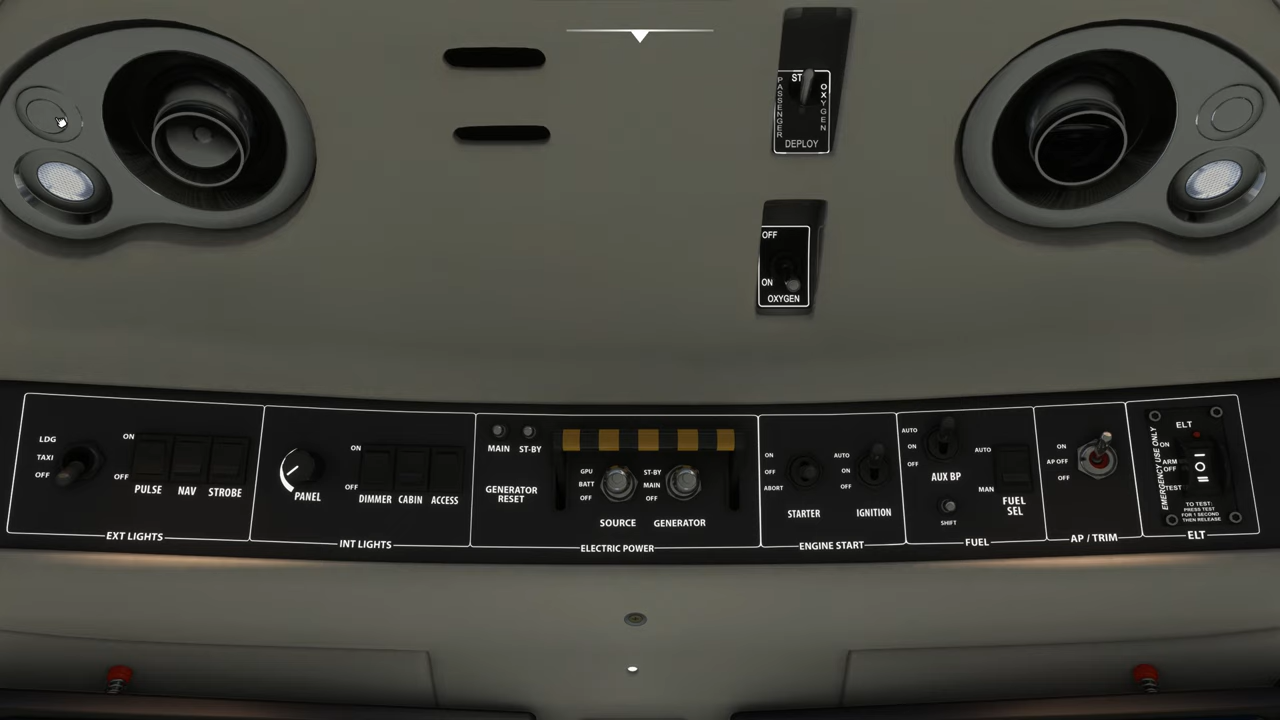 ST
PASSENGER
OXYGEN
DEPLOY
OFF
ON
OXYGEN
LDG
TAXI
OFF
ON
OFF
PULSE
NAV
STROBE
EXT LIGHTS
PANEL
ON
OFF
DIMMER
CABIN
ACCESS
INT LIGHTS
MAIN
ST-BY
GENERATOR
RESET
GPU
BATT
OFF
SOURCE
ST-BY
MAIN
OFF
GENERATOR
ELECTRIC POWER
ON
OFF
ABORT
STARTER
AUTO
ON
OFF
IGNITION
ENGINE START
AUTO
ON
OFF
AUX BP
SHIFT
AUTO
MAN
FUEL
SEL
FUEL
ON
AP OFF
OFF
AP / TRIM
EMERGENCY USE ONLY
ELT
ON
ARM
OFF
TEST
TO TEST:
PRESS TEST
FOR 1 SECOND
THEN RELEASE
ELT